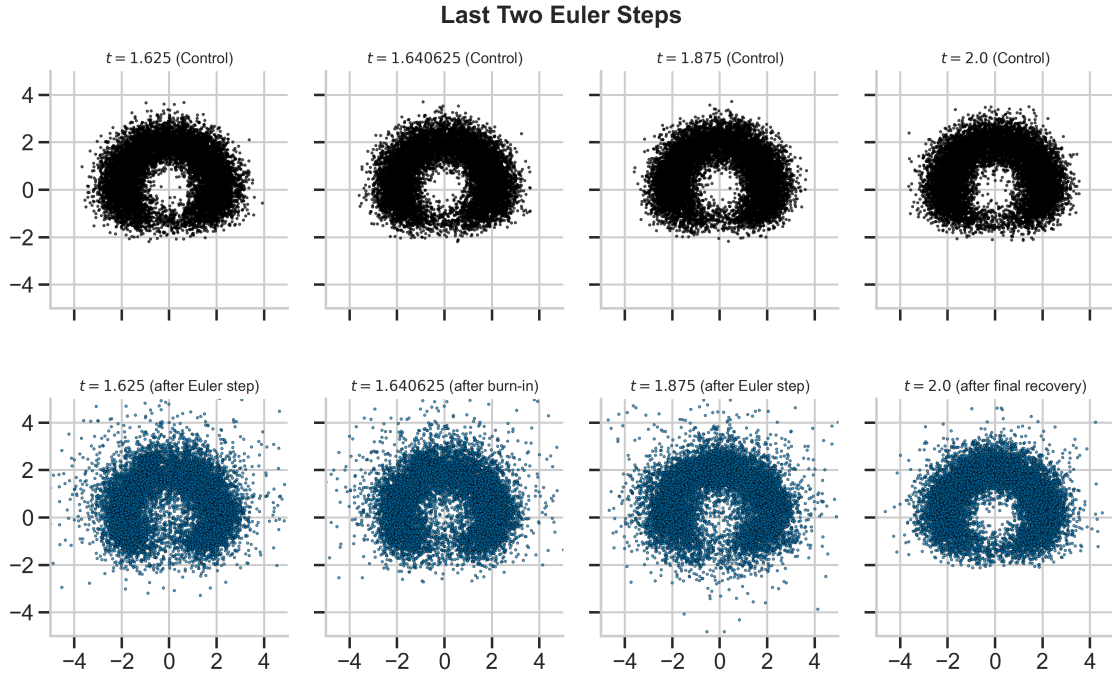 Last Two Euler Steps
t = 1.625 (Control)
t = 1.640625 (Control)
t = 1.875 (Control)
t = 2.0 (Control)
4
2
0
−2
−4
t = 1.625 (after Euler step)
t = 1.640625 (after burn-in)
t = 1.875 (after Euler step)
t = 2.0 (after final recovery)
4
2
0
−2
−4
−4 −2 0 2 4
−4 −2 0 2 4
−4 −2 0 2 4
−4 −2 0 2 4